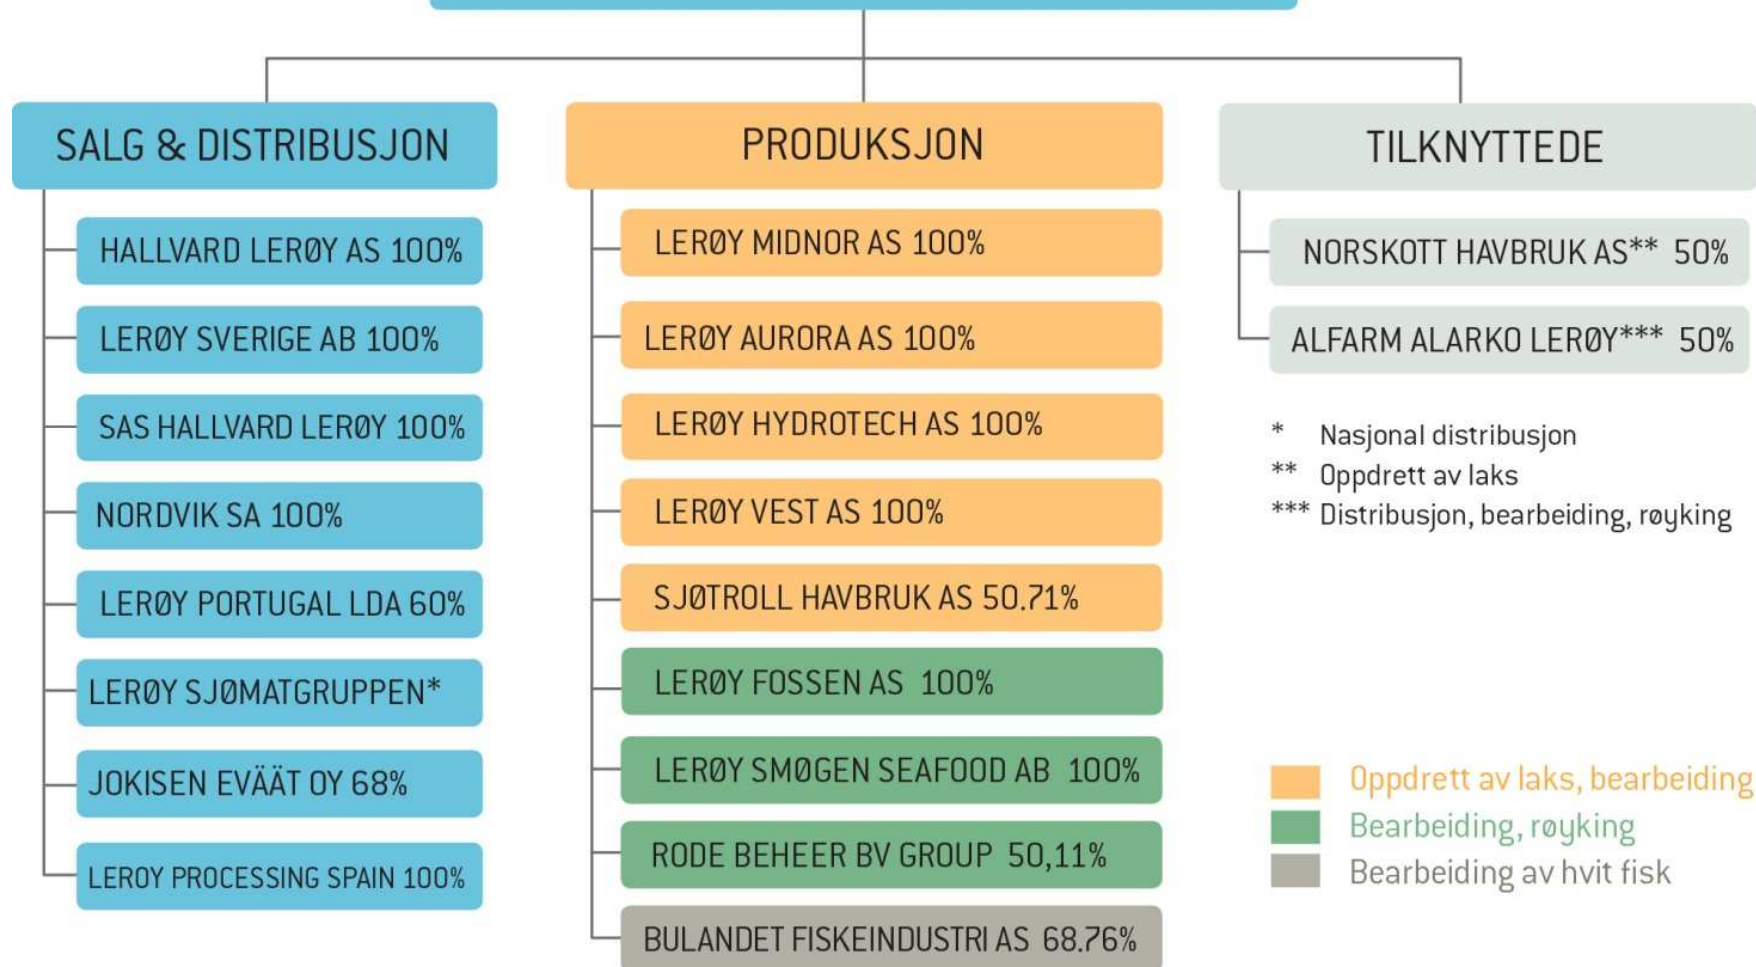 SALG & DISTRIBUSJON
HALLVARD LERØY AS 100%
LERØY SVERIGE AB 100%
SAS HALLVARD LERØY 100%
NORDVIK SA 100%
LERØY PORTUGAL LDA 60%
LERØY SJØMATGRUPPEN*
JOKISEN EVÄÄT OY 68%
LEROY PROCESSING SPAIN 100%
PRODUKSJON
LERØY MIDNOR AS 100%
LERØY AURORA AS 100%
LERØY HYDROTECH AS 100%
LERØY VEST AS 100%
SJØTROLL HAVBRUK AS 50.71%
LERØY FOSSEN AS 100%
LERØY SMØGEN SEAFOOD AB 100%
RODE BEHEER BV GROUP 50,11%
BULANDET FISKEINDUSTRI AS 68.76%
TILKNYTTEDE
NORSKOTT HAVBRUK AS** 50%
ALFARM ALARKO LERØY*** 50%
* Nasjonal distribusjon
** Oppdrett av laks
*** Distribusjon, bearbeiding, røyking
Oppdrett av laks, bearbeiding
Bearbeiding, røyking
Bearbeiding av hvit fisk